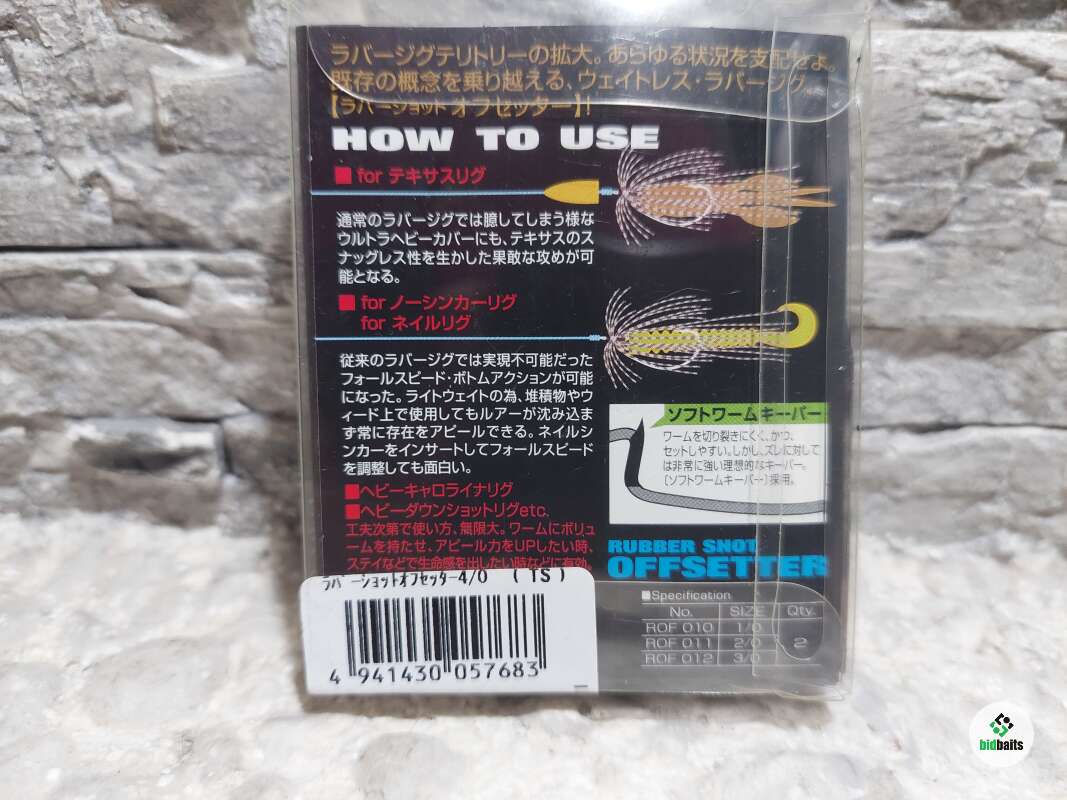 ラバージグテリトリーの拡大。あらゆる状況を支配せよ。
既存の概念を乗り越える、ウェイトレス・ラバージグ。
【ラバーショット オフセッター】!
HOW TO USE
■ for テキサスリグ
通常のラバージグでは臆してしまう様な
ウルトラヘビーカバーにも、テキサスのス
ナッグレス性を生かした果敢な攻めが可
能となる。
■ for ノーシンカーリグ
for ネイルリグ
従来のラバージグでは実現不可能だった
フォールスピード・ボトムアクションが可能
になった。ライトウェイトの為、堆積物やウ
ィード上で使用してもルアーが沈み込ま
ず常に存在をアピールできる。ネイルシ
ンカーをインサートしてフォールスピード
を調整しても面白い。
■ヘビーキャロライナリグ
■ヘビーダウンショットリグetc.
工夫次第で使い方、無限大。ワームにボリュ
ームを持たせ、アピール力をUPしたい時、
ステイなどで生命感を出したい時などに有効。
ソフトワームキーパー
ワームを切り裂きにくく、かつ、
セットしやすい。しかし、ズレに対して
は非常に強い理想的なキーパー。
〔ソフトワームキーパー〕採用。
RUBBER SHOT
OFFSETTER
■Specification
No. SIZE Qty.
ROF 010 1/0
ROF 011 2/0 2
ROF 012 3/0
ラバーショットオフセッター4/0 (TS)
4 941430 057683
bidbaits